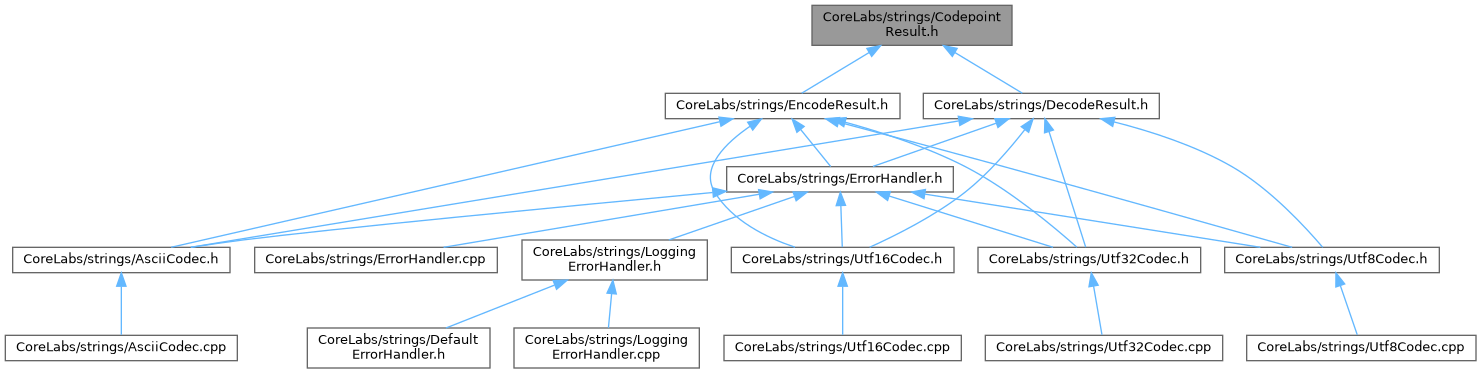 CoreLabs/strings/Codepoint
Result.h
CoreLabs/strings/EncodeResult.h
CoreLabs/strings/DecodeResult.h
CoreLabs/strings/ErrorHandler.h
CoreLabs/strings/AsciiCodec.h
CoreLabs/strings/ErrorHandler.cpp
CoreLabs/strings/Logging
ErrorHandler.h
CoreLabs/strings/Utf16Codec.h
CoreLabs/strings/Utf32Codec.h
CoreLabs/strings/Utf8Codec.h
CoreLabs/strings/AsciiCodec.cpp
CoreLabs/strings/Default
ErrorHandler.h
CoreLabs/strings/Logging
ErrorHandler.cpp
CoreLabs/strings/Utf16Codec.cpp
CoreLabs/strings/Utf32Codec.cpp
CoreLabs/strings/Utf8Codec.cpp